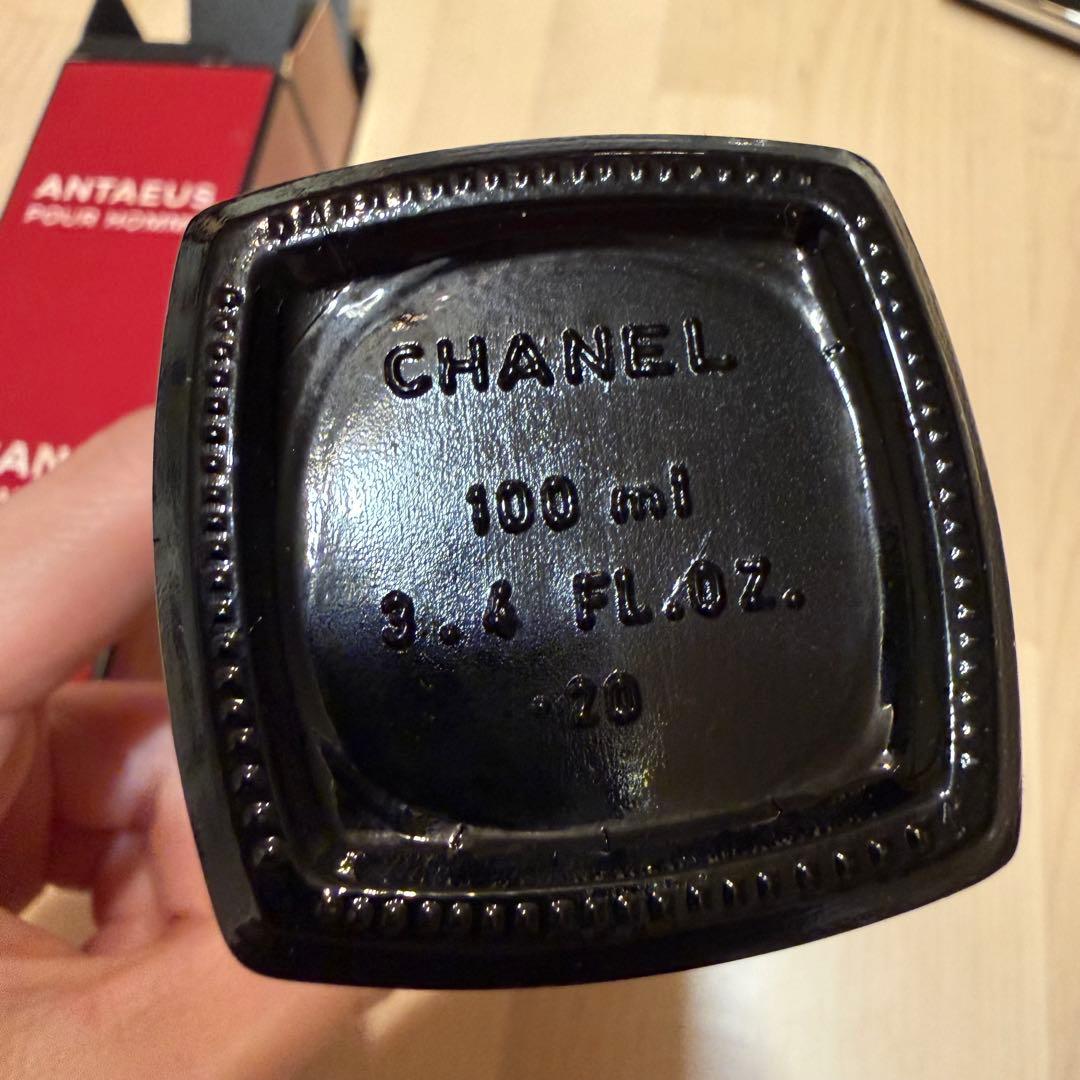 ANTAEUS
POUR HOMME
CHANEL
100 ml
3.4 FL.OZ.
20